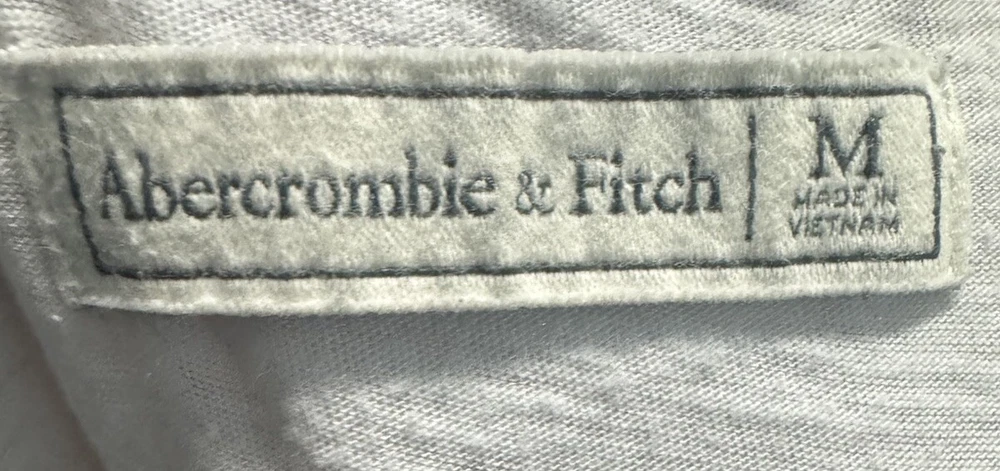 Abercrombie & Fitch
M
MADE IN
VIETNAM